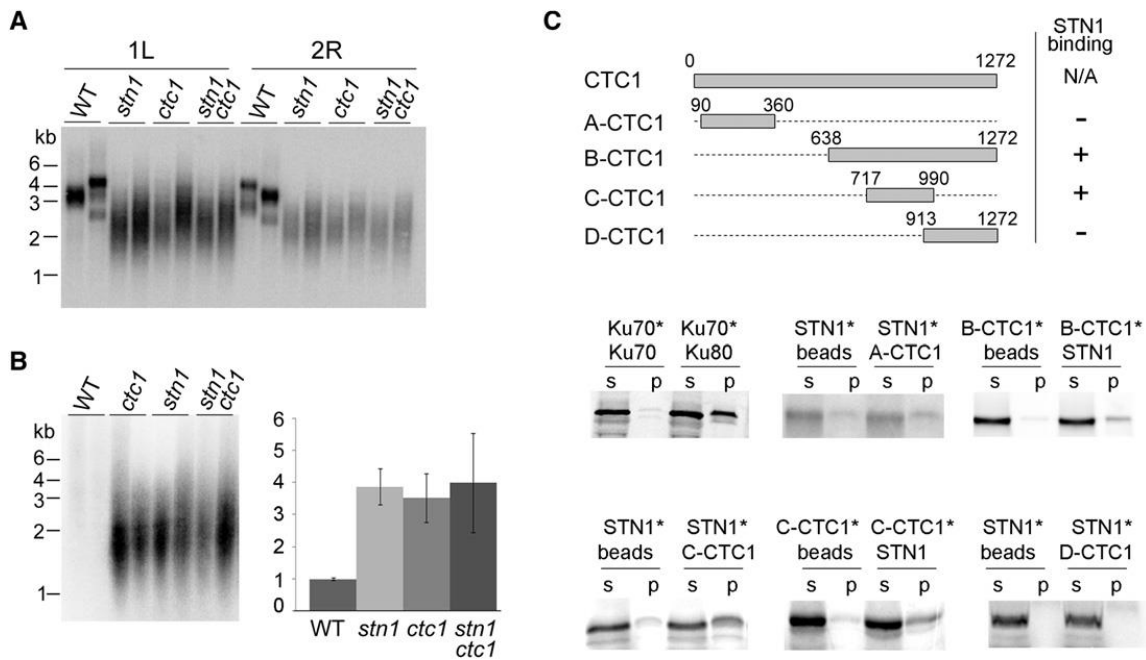 A
1L 2R
WT stn1 ctc1 stn1 ctc1 WT stn1 ctc1 stn1 ctc1
kb
6
4
3
2
1
B
WT ctc1 stn1 stn1 ctc1
kb
6
4
3
2
1
6
5
4
3
2
1
0
WT stn1 ctc1 stn1
ctc1
C
STN1
binding
0 1272
CTC1 N/A
90 360
A-CTC1 -
638 1272
B-CTC1 +
717 990
C-CTC1 +
913 1272
D-CTC1 -
Ku70* Ku70* STN1* STN1* B-CTC1* B-CTC1*
Ku70 Ku80 beads A-CTC1 beads STN1
s p s p s p s p s p s p
STN1* STN1* C-CTC1* C-CTC1* STN1* STN1*
beads C-CTC1 beads STN1 beads D-CTC1
s p s p s p s p s p s p